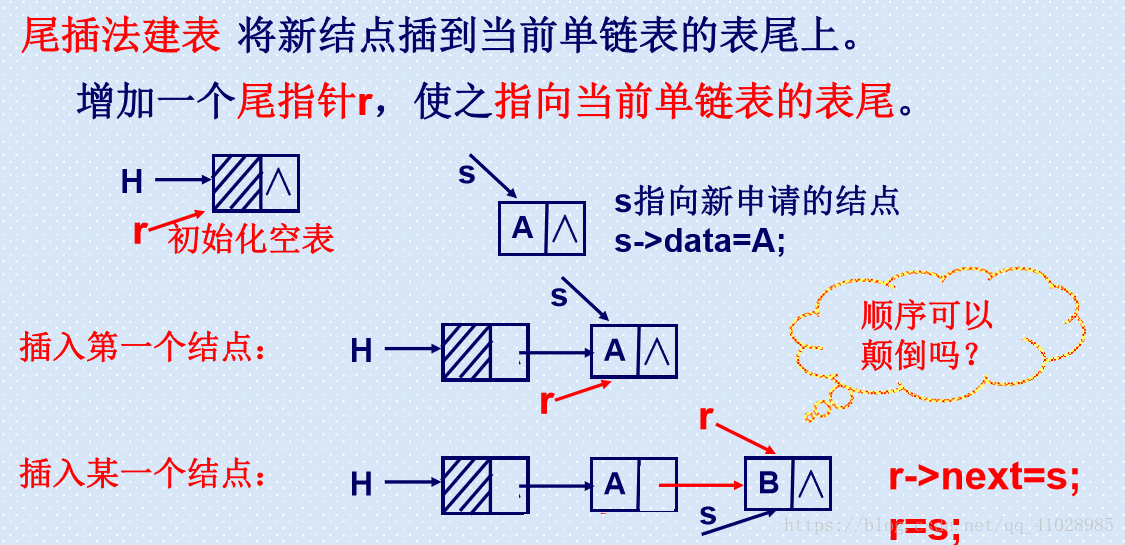 尾插法建表 将新结点插到当前单链表的表尾上。
增加一个尾指针r，使之指向当前单链表的表尾。
H
r
初始化空表
s
A ∧
s指向新申请的结点
s->data=A;
顺序可以
颠倒吗？
插入第一个结点：
H
s
A ∧
r
插入某一个结点：
H
A
r
B ∧
s
r->next=s;
r=s;
https://blog.csdn.net/qq_41028985